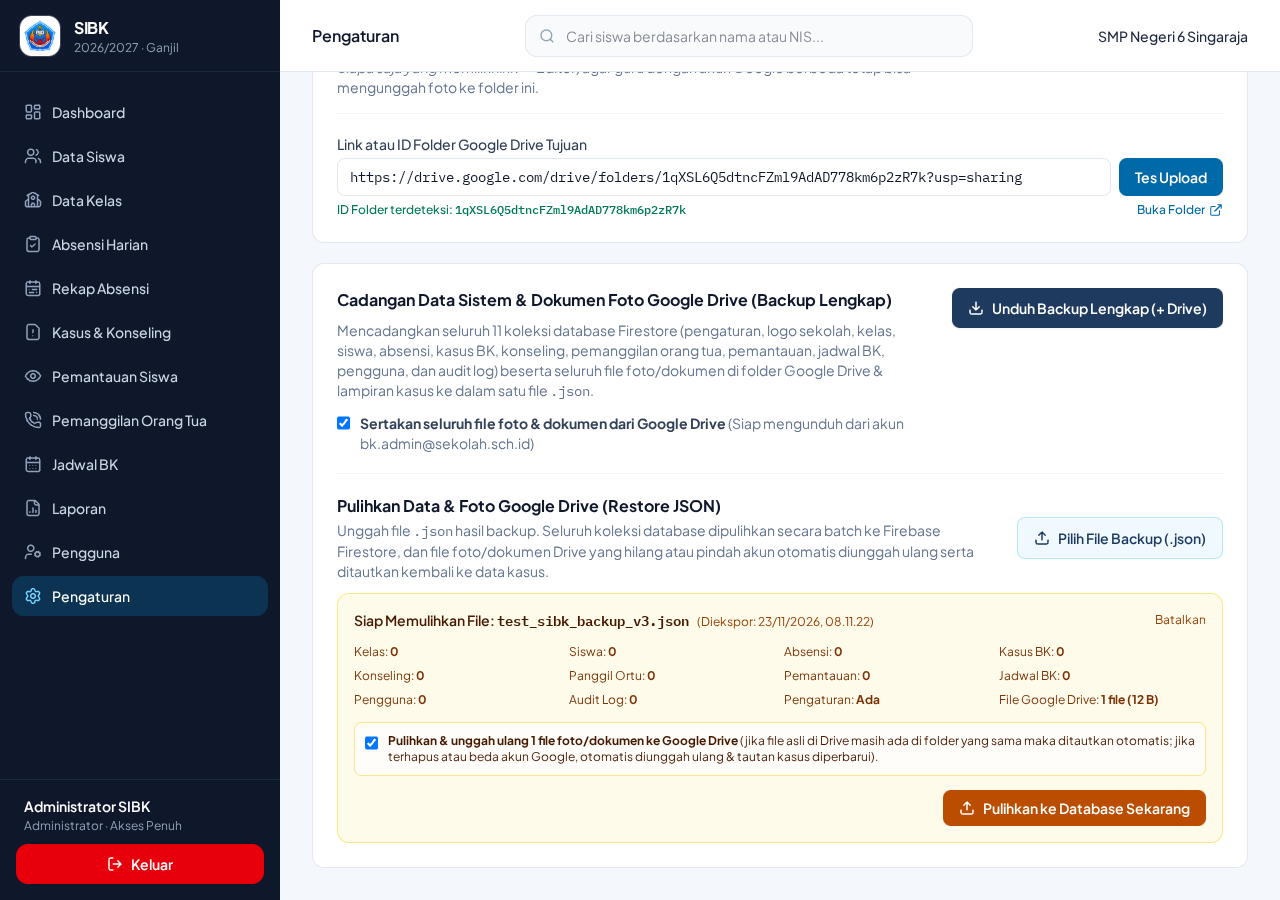 SIBK
2026/2027 · Ganjil
Pengaturan
Cari siswa berdasarkan nama atau NIS...
SMP Negeri 6 Singaraja
Dashboard
Data Siswa
Data Kelas
Absensi Harian
Rekap Absensi
Kasus & Konseling
Pemantauan Siswa
Pemanggilan Orang Tua
Jadwal BK
Laporan
Pengguna
Pengaturan
Administrator SIBK
Administrator · Akses Penuh
Keluar
mengunggah foto ke folder ini.
Link atau ID Folder Google Drive Tujuan
https://drive.google.com/drive/folders/1qXSL6Q5dtncFZml9AdAD778km6p2zR7k?usp=sharing
Tes Upload
ID Folder terdeteksi: 1qXSL6Q5dtncFZml9AdAD778km6p2zR7k
Buka Folder
Cadangan Data Sistem & Dokumen Foto Google Drive (Backup Lengkap)
Unduh Backup Lengkap (+ Drive)
Mencadangkan seluruh 11 koleksi database Firestore (pengaturan, logo sekolah, kelas,
siswa, absensi, kasus BK, konseling, pemanggilan orang tua, pemantauan, jadwal BK,
pengguna, dan audit log) beserta seluruh file foto/dokumen di folder Google Drive &
lampiran kasus ke dalam satu file .json.
Sertakan seluruh file foto & dokumen dari Google Drive (Siap mengunduh dari akun
bk.admin@sekolah.sch.id)
Pulihkan Data & Foto Google Drive (Restore JSON)
Unggah file .json hasil backup. Seluruh koleksi database dipulihkan secara batch ke Firebase
Firestore, dan file foto/dokumen Drive yang hilang atau pindah akun otomatis diunggah ulang serta
ditautkan kembali ke data kasus.
Pilih File Backup (.json)
Siap Memulihkan File: test_sibk_backup_v3.json (Diekspor: 23/11/2026, 08.11.22)
Batalkan
Kelas: 0
Siswa: 0
Absensi: 0
Kasus BK: 0
Konseling: 0
Panggil Ortu: 0
Pemantauan: 0
Jadwal BK: 0
Pengguna: 0
Audit Log: 0
Pengaturan: Ada
File Google Drive: 1 file (12 B)
Pulihkan & unggah ulang 1 file foto/dokumen ke Google Drive (jika file asli di Drive masih ada di folder yang sama maka ditautkan otomatis; jika
terhapus atau beda akun Google, otomatis diunggah ulang & tautan kasus diperbarui).
Pulihkan ke Database Sekarang